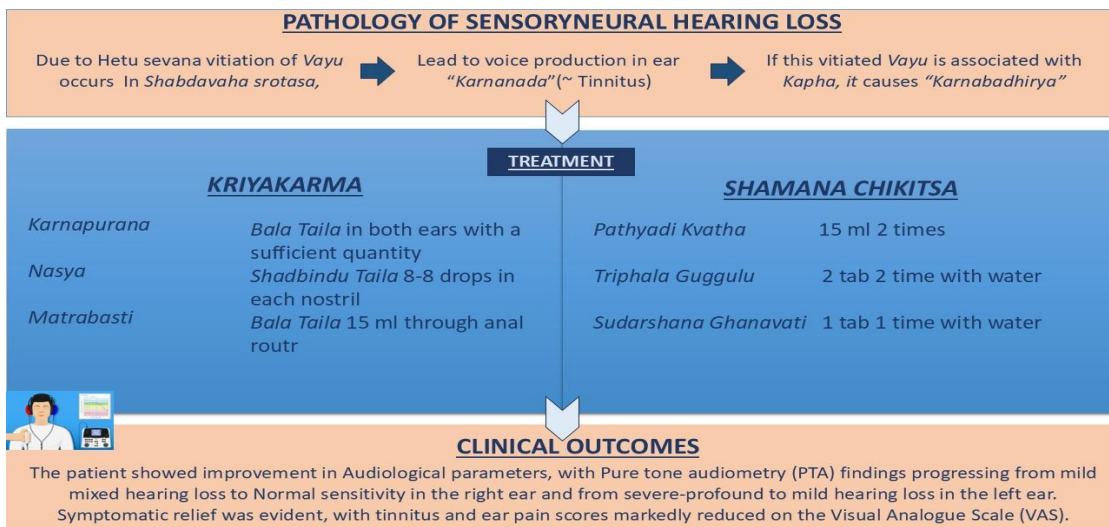 PATHOLOGY OF SENSORYNEURAL HEARING LOSS
Due to Hetu sevana vitiation of Vayu
occurs In Shabdavaha srotasa,
Lead to voice production in ear
“Karnanada”(~ Tinnitus)
If this vitiated Vayu is associated with
Kapha, it causes “Karnabadhirya”
TREATMENT
KRIYAKARMA
Karnapurana
Bala Taila in both ears with a
sufficient quantity
Nasya
Shadbindu Taila 8-8 drops in
each nostril
Matrabasti
Bala Taila 15 ml through anal
routr
SHAMANA CHIKITSA
Pathyadi Kvatha 15 ml 2 times
Triphala Guggulu 2 tab 2 time with water
Sudarshana Ghanavati 1 tab 1 time with water
CLINICAL OUTCOMES
The patient showed improvement in Audiological parameters, with Pure tone audiometry (PTA) findings progressing from mild
mixed hearing loss to Normal sensitivity in the right ear and from severe-profound to mild hearing loss in the left ear.
Symptomatic relief was evident, with tinnitus and ear pain scores markedly reduced on the Visual Analogue Scale (VAS).